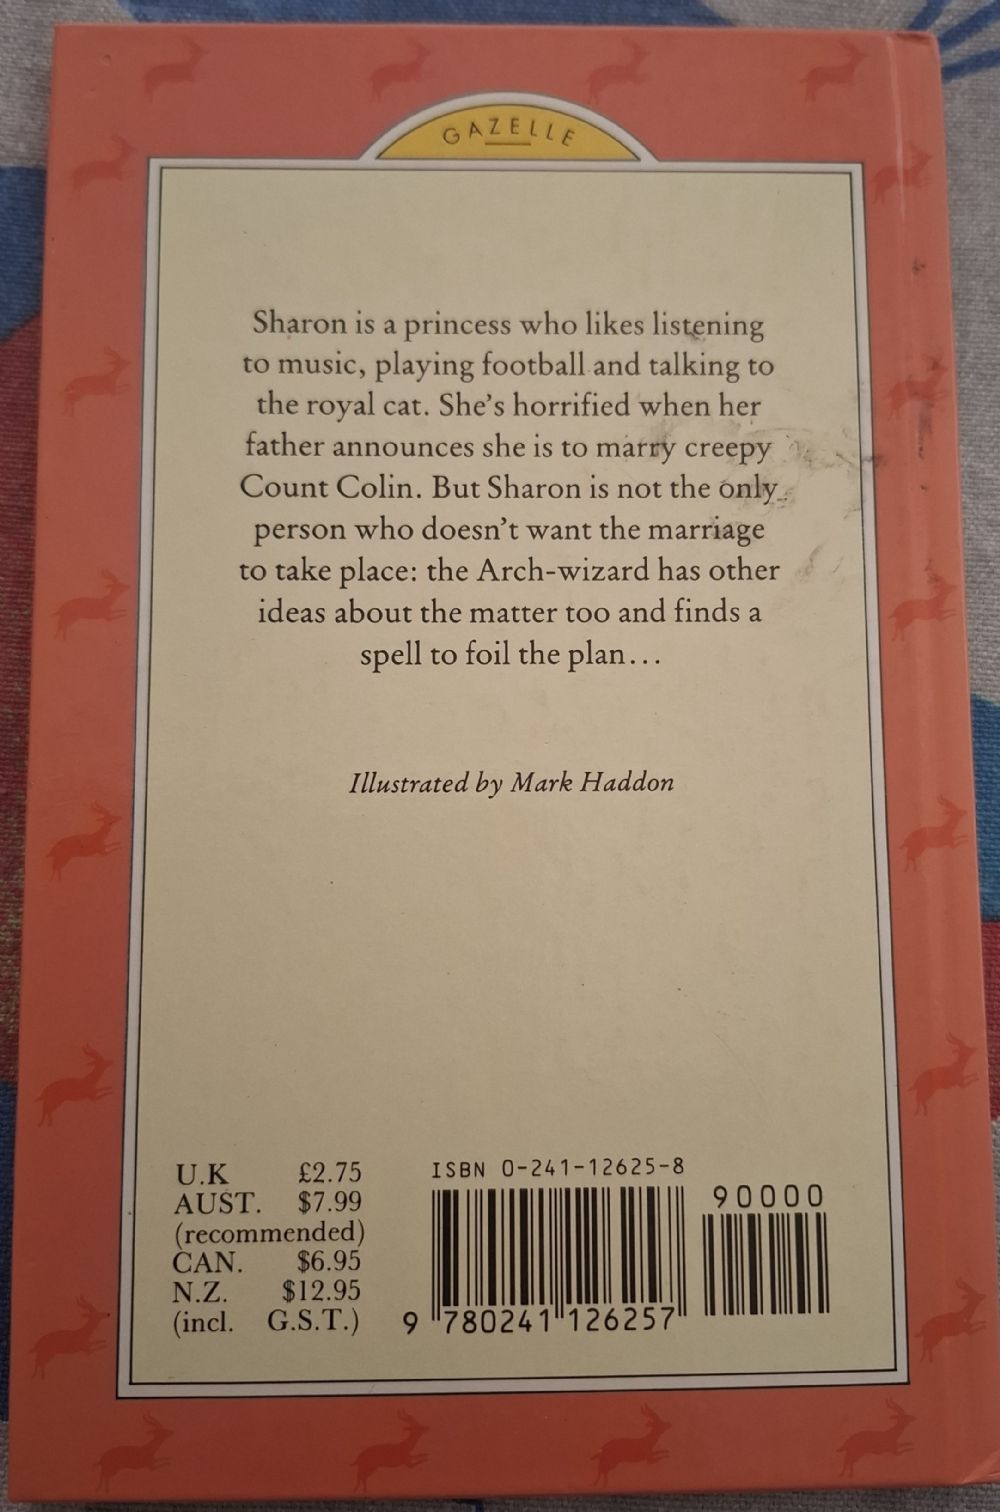 GAZELLE
Sharon is a princess who likes listening
to music, playing football and talking to
the royal cat. She's horrified when her
father announces she is to marry creepy
Count Colin. But Sharon is not the only
person who doesn't want the marriage
to take place: the Arch-wizard has other
ideas about the matter too and finds a
spell to foil the plan...
Illustrated by Mark Haddon
U.K £2.75
AUST. $7.99
(recommended)
CAN. $6.95
N.Z. $12.95
(incl. G.S.T.)
ISBN 0-241-12625-8
90000
9 780241 126257